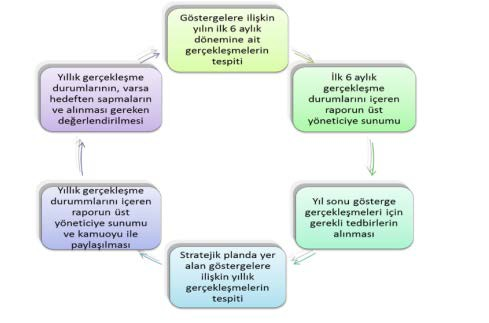 Göstergelere ilişkin
yılın ilk 6 aylık
dönemine ait
gerçekleşmelerin
tespiti
İlk 6 aylık
gerçekleşme
durumlarını içeren
raporun üst
yöneticiye sunumu
Yıl sonu gösterge
gerçekleşmeleri için
gerekli tedbirlerin
alınması
Stratejik planda yer
alan göstergelere
ilişkin yıllık
gerçekleşmelerin
tespiti
Yıllık gerçekleşme
durummlarını içeren
raporun üst
yöneticiye sunumu
ve kamuoyu ile
paylaşılması
Yıllık gerçekleşme
durumlarının, varsa
hedeften sapmaların
ve alınması gereken
değerlendirilmesi